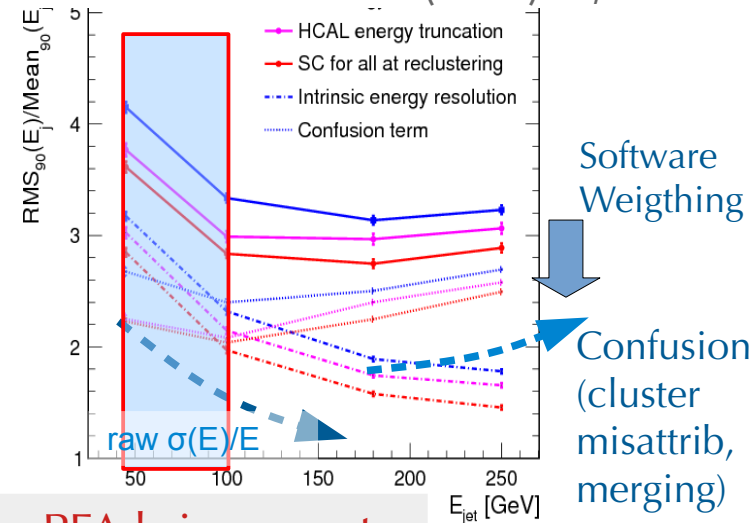 RMS90(Ej)/Mean90(Ej
5
4
3
2
1
HCAL energy truncation
SC for all at reclustering
Intrinsic energy resolution
Confusion term
raw σ(E)/E
50 100 150 200 250
Ejet [GeV]
Software
Weigthing
Confusion
(cluster
misattrib,
merging)